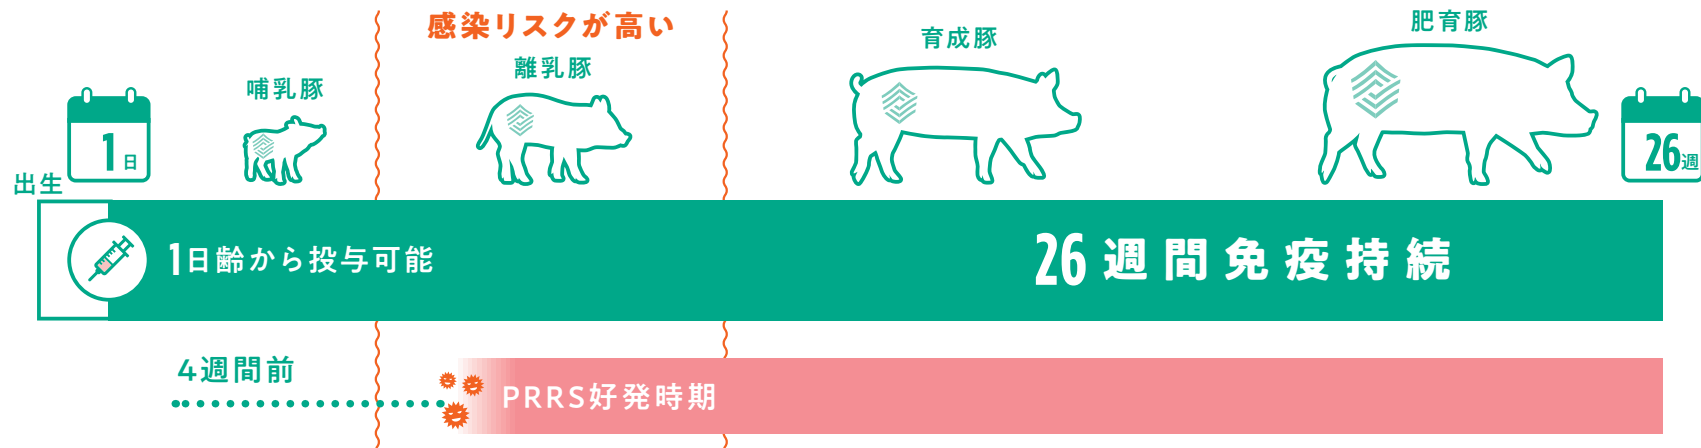 感染リスクが高い
哺乳豚
離乳豚
育成豚
肥育豚
1日
26週
出生
1日齢から投与可能
26週間免疫持続
4週間前
PRRS好発時期